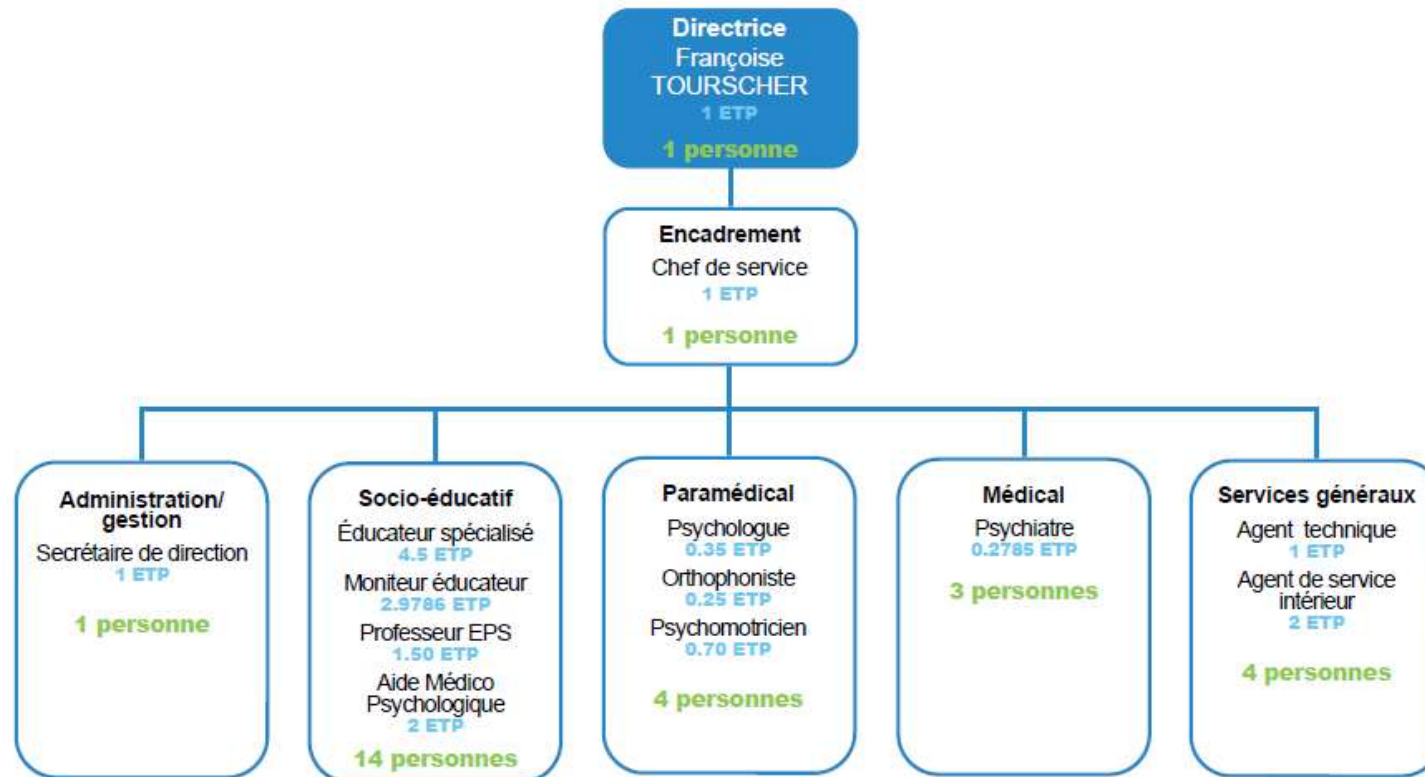 Directrice
Françoise
TOURSCHER
1 ETP
1 personne
Encadrement
Chef de service
1 ETP
1 personne
Administration/
gestion
Secrétaire de direction
1 ETP
1 personne
Socio-éducatif
Éducateur spécialisé
4.5 ETP
Moniteur éducateur
2.9786 ETP
Professeur EPS
1.50 ETP
Aide Médico
Psychologique
2 ETP
14 personnes
Paramédical
Psychologue
0.35 ETP
Orthophoniste
0.25 ETP
Psychomotricien
0.70 ETP
4 personnes
Médical
Psychiatre
0.2785 ETP
3 personnes
Services généraux
Agent technique
1 ETP
Agent de service
intérieur
2 ETP
4 personnes